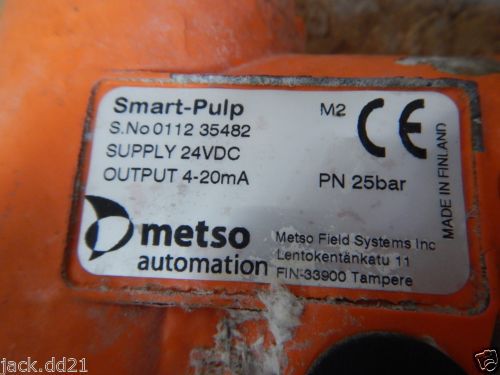 Smart-Pulp M2 CE
S.No 0112 35482
SUPPLY 24VDC
OUTPUT 4-20mA PN 25bar
MADE IN FINLAND
metso
automation
Metso Field Systems Inc
Lentokentänkatu 11
FIN-33900 Tampere
jack.dd21